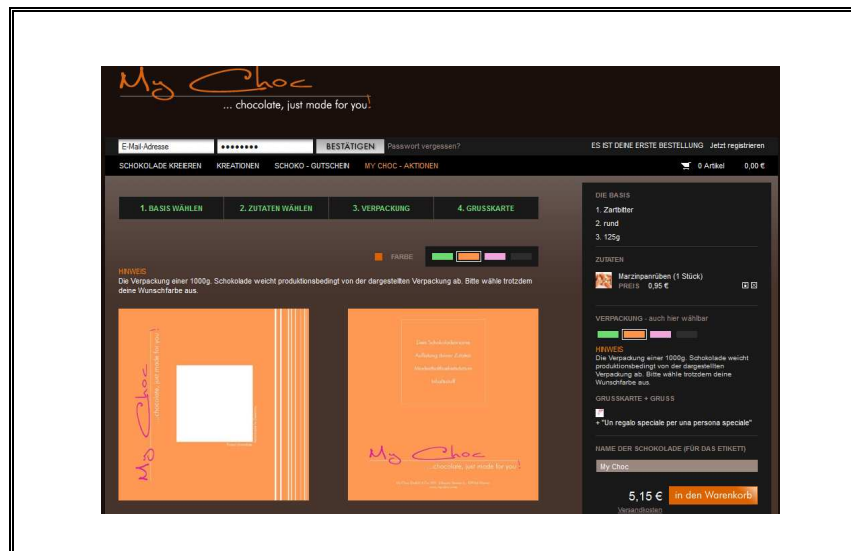 My Choc
... chocolate, just made for you!
E-Mail-Adresse
BESTÄTIGEN
Passwort vergessen?
ES IST DEINE ERSTE BESTELLUNG Jetzt registrieren
SCHOKOLADE KREIEREN KREATIONEN SCHOKO - GUTSCHEIN MY CHOC - AKTIONEN
0 Artikel 0,00 €
1. BASIS WÄHLEN 2. ZUTATEN WÄHLEN 3. VERPACKUNG 4. GRUSSKARTE
FARBE
HINWEIS
Die Verpackung einer 1000g. Schokolade weicht produktionsbedingt von der dargestellten Verpackung ab. Bitte wähle trotzdem
deine Wunschfarbe aus.
My Choc
...chocolate, just made for you!
My Choc
...chocolate, just made for you!
DIE BASIS
1. Zartbitter
2. rund
3. 125g
ZUTATEN
Marzinpanrüben (1 Stück)
PREIS 0,95 €
VERPACKUNG - auch hier wählbar
HINWEIS
Die Verpackung einer 1000g. Schokolade weicht
produktionsbedingt von der dargestellten
Verpackung ab. Bitte wähle trotzdem deine
Wunschfarbe aus.
GRUSSKARTE + GRUSS
+ "Un regalo speciale per una persona speciale"
NAME DER SCHOKOLADE (FÜR DAS ETIKETT)
My Choc
5,15 € in den Warenkorb
Versandkosten